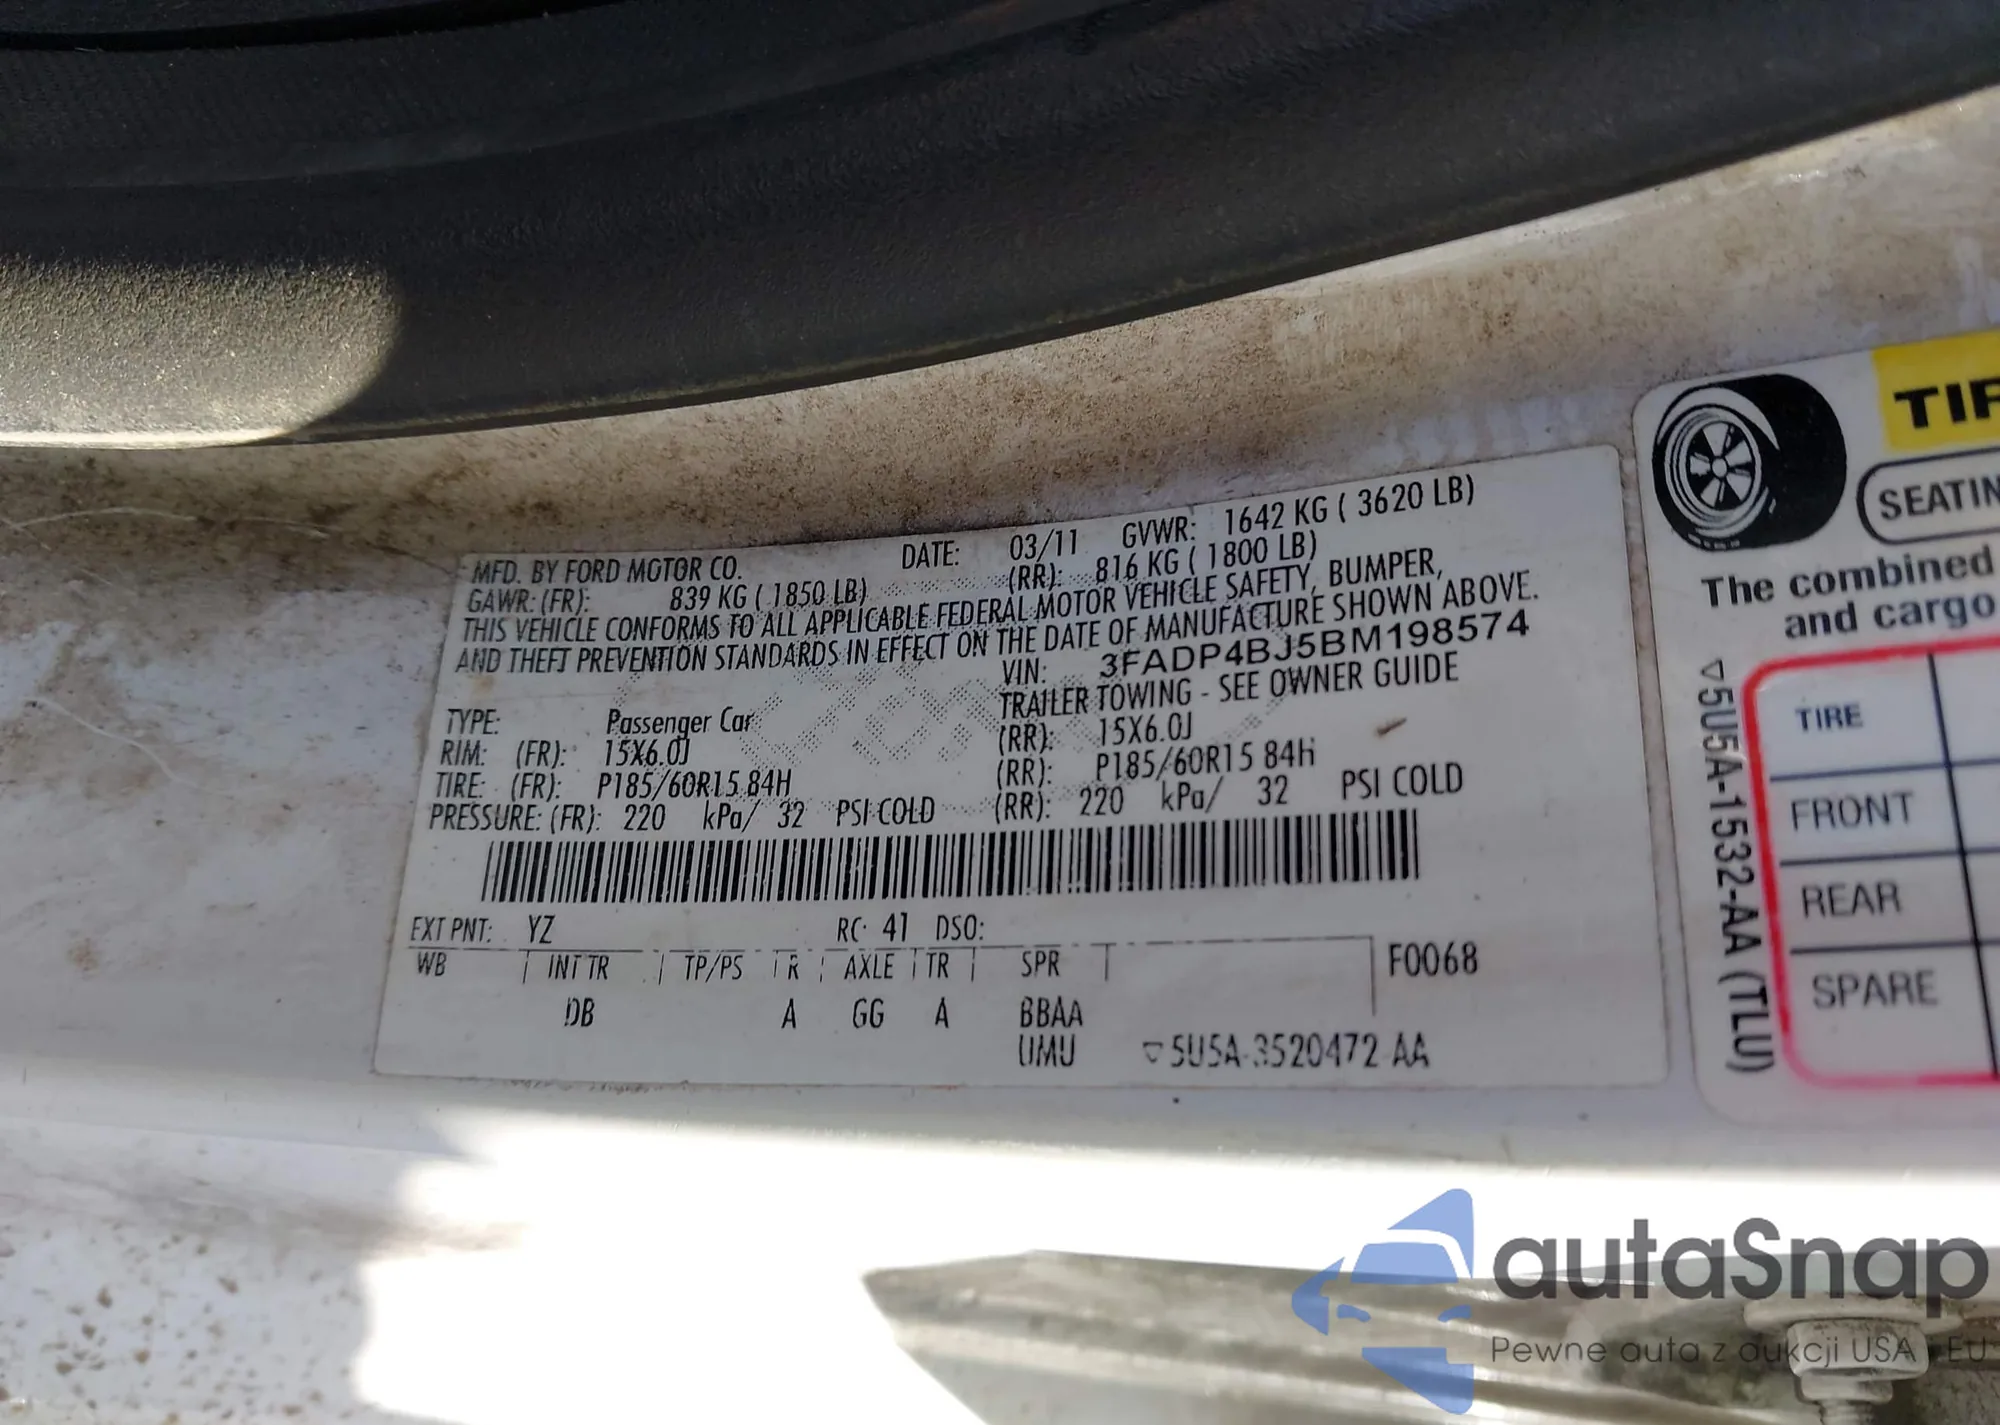 MFD. BY FORD MOTOR CO. DATE: 03/11 GVWR: 1642 KG ( 3620 LB)
GAWR: (FR): 839 KG ( 1850 LB) (RR): 816 KG ( 1800 LB)
THIS VEHICLE CONFORMS TO ALL APPLICABLE FEDERAL MOTOR VEHICLE SAFETY, BUMPER,
AND THEFT PREVENTION STANDARDS IN EFFECT ON THE DATE OF MANUFACTURE SHOWN ABOVE.
VIN: 3FADP4BJ5BM198574
TRAILER TOWING - SEE OWNER GUIDE
TYPE: Passenger Car
RIM: (FR): 15X6.0J (RR): 15X6.0J
TIRE: (FR): P185/60R15 84H (RR): P185/60R15 84H
PRESSURE: (FR): 220 kPa/ 32 PSI COLD (RR): 220 kPa/ 32 PSI COLD
EXT PNT: YZ RC: 41 DSO:
WB INT TR TP/PS R AXLE TR SPR F0068
DB A GG A BBAA
UMU ▽5U5A-3520472-AA
TIR
SEATIN
The combined
and cargo
▽5U5A-1532-AA (TLU)
TIRE
FRONT
REAR
SPARE
autaSnap
Pewne auta z aukcji USA i EU